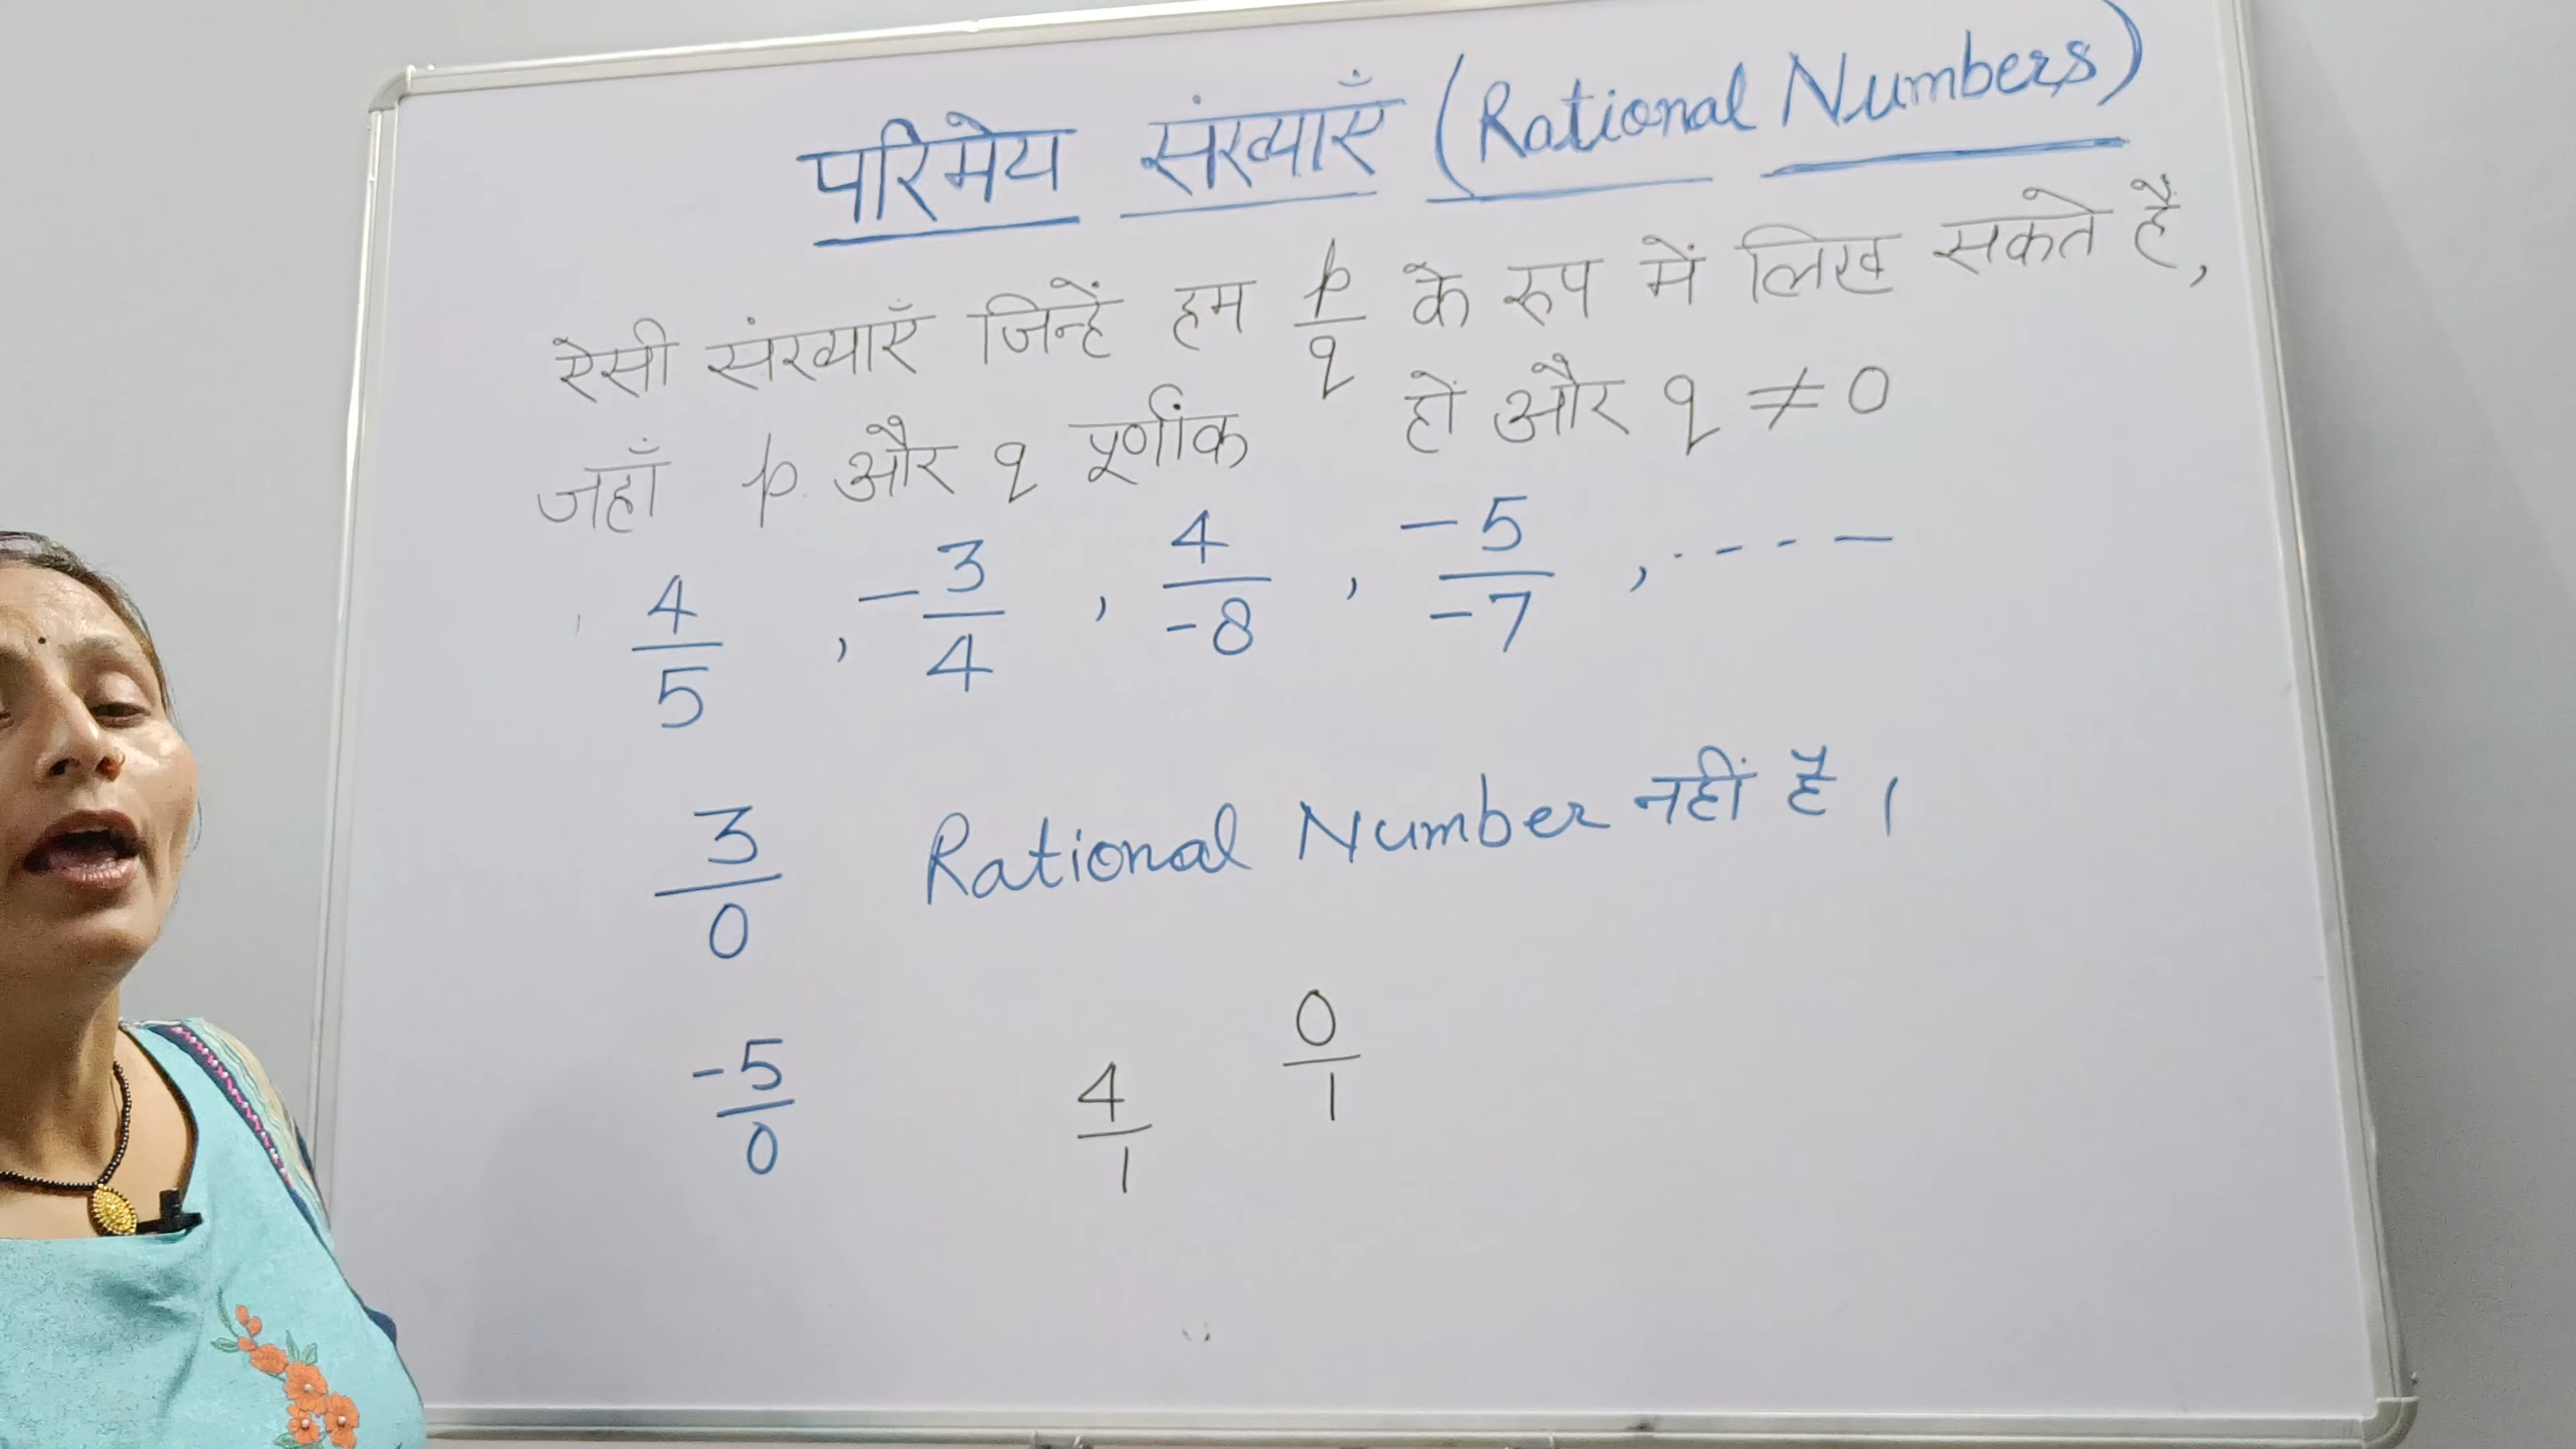 परिमेय संख्याएँ (Rational Numbers)
ऐसी संख्याएँ जिन्हें हम p/q के रूप में लिख सकते हैं,
जहाँ p और q पूर्णांक हों और q ≠ 0
4/5 , -3/4 , 4/-8 , -5/-7 , - - - -
3/0 Rational Number नहीं है ।
-5/0 4/1 0/1